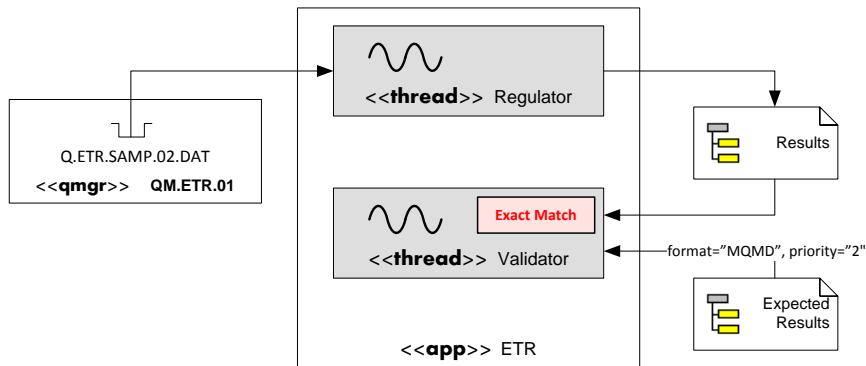 <<thread>> Regulator
Q.ETR.SAMP.02.DAT
<<qmgr>> QM.ETR.01
Results
Exact Match
<<thread>> Validator
format=”MQMD”, priority=”2"
Expected
Results
<<app>> ETR